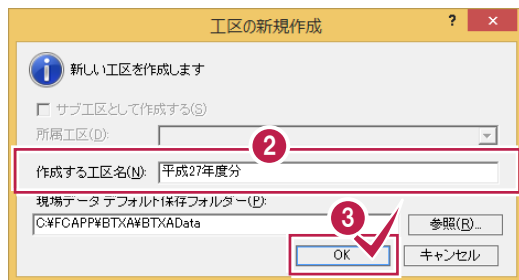 工区の新規作成 ? ×
新しい工区を作成します
サブ工区として作成する(S)
所属工区(D):
2
作成する工区名(N): 平成27年度分
現場データ デフォルト保存フォルダー(P):
C:¥FCAPP¥BTXA¥BTXAData 参照(R)...
3
OK キャンセル